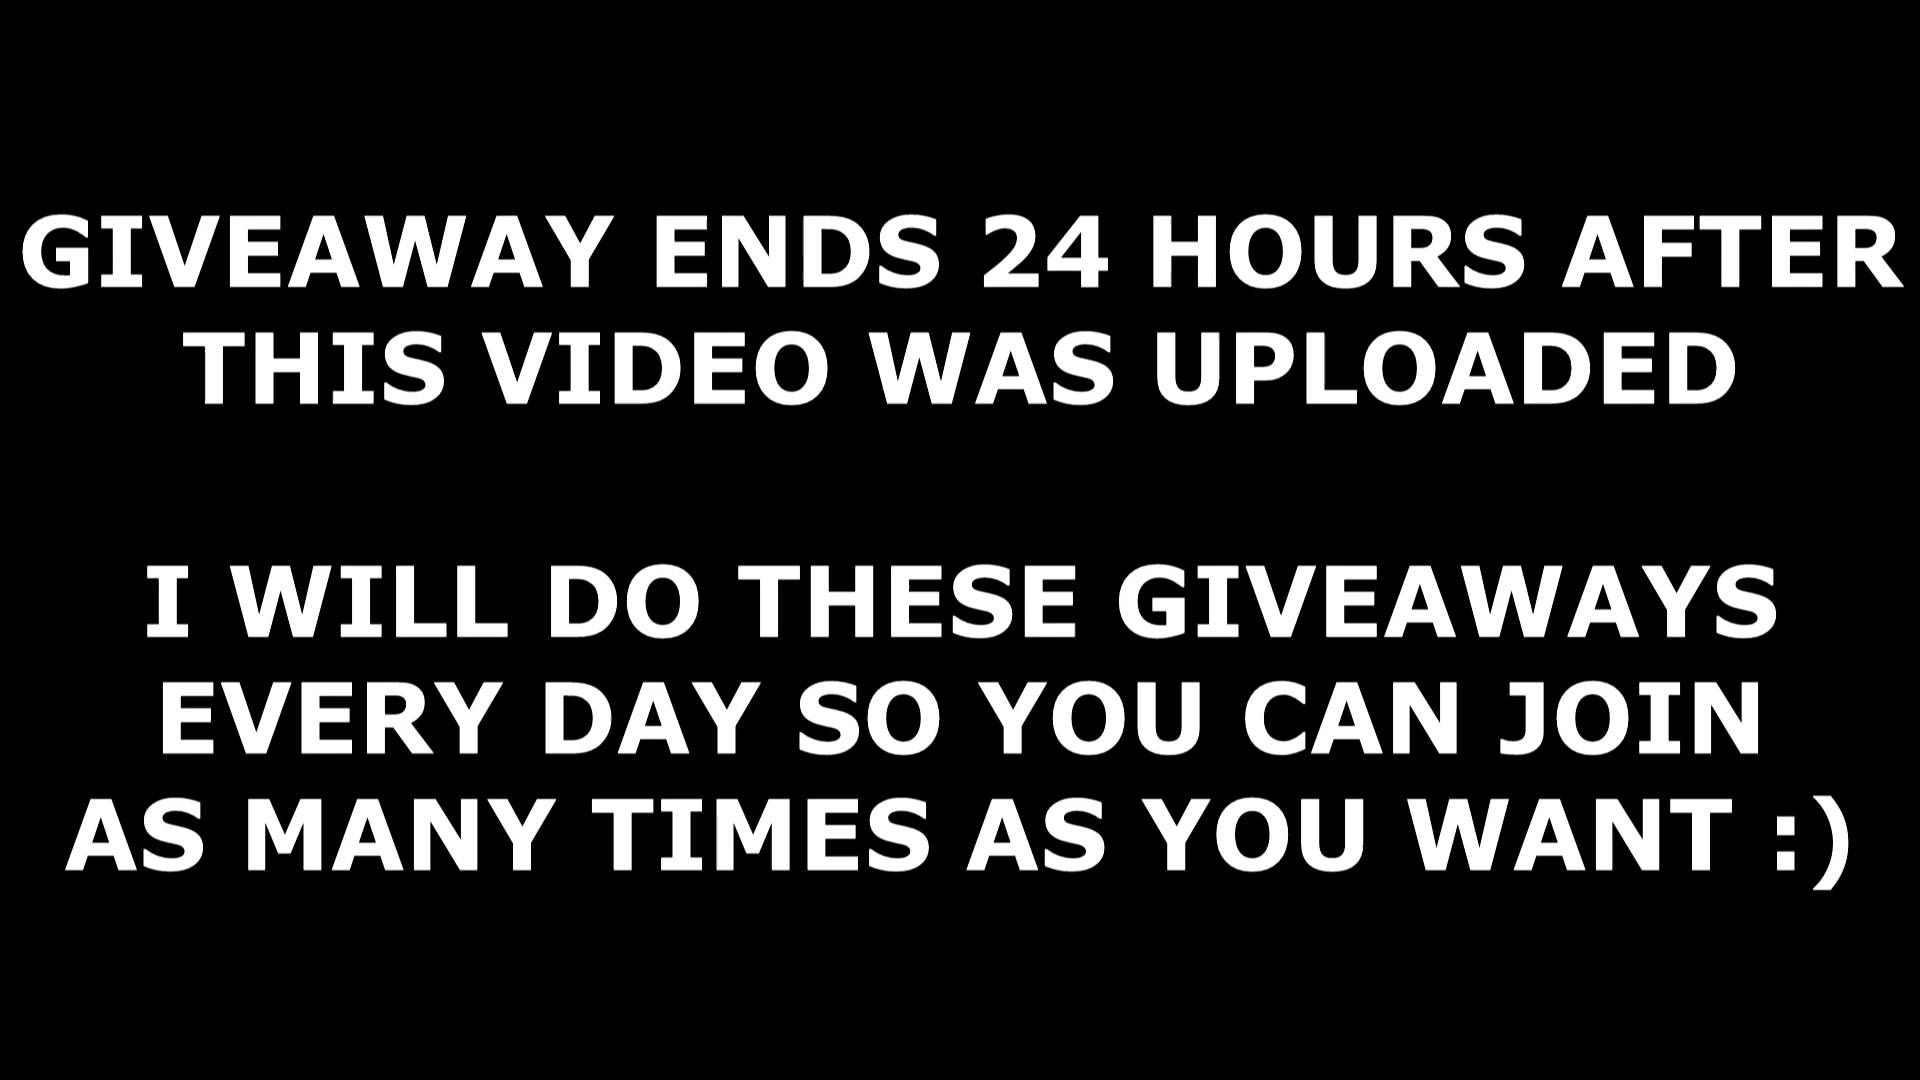 GIVEAWAY ENDS 24 HOURS AFTER
THIS VIDEO WAS UPLOADED
I WILL DO THESE GIVEAWAYS
EVERY DAY SO YOU CAN JOIN
AS MANY TIMES AS YOU WANT :)